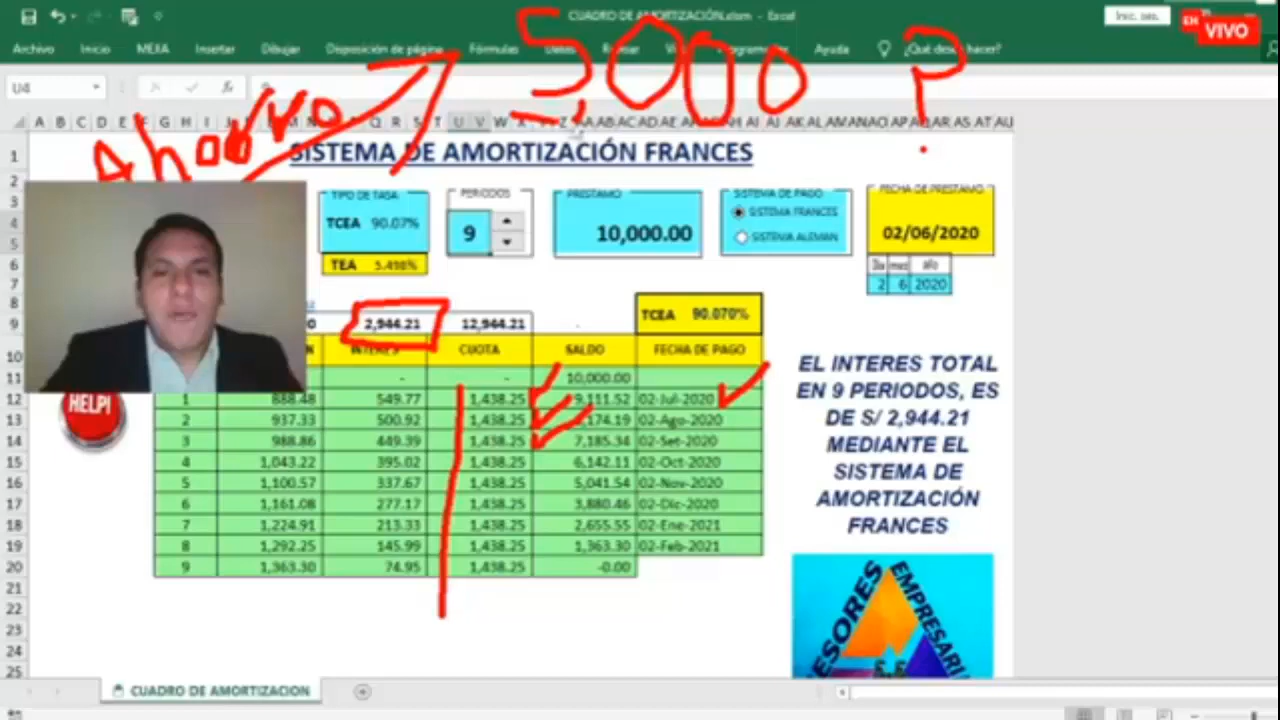 CUADRO DE AMORTIZACIÓN.xlsm - Excel
EN VIVO
Archivo Inicio MEJIA Insertar Dibujar Disposición de página Fórmulas Ayuda ¿Qué desea hacer?
5000 ?
Ahorro
U4
SISTEMA DE AMORTIZACIÓN FRANCES
TIPO DE TASA PERIODOS PRESTAMO SISTEMA DE PAGO FECHA DE PRESTAMO
TCEA 90.07% 9 10,000.00 SISTEMA FRANCES 02/06/2020
SISTEMA ALEMAN
TEA 5.498% Dia mes año
2 6 2020
2,944.21 12,944.21 TCEA 90.070%
INTERES CUOTA SALDO FECHA DE PAGO
- - 10,000.00
1 888.48 549.77 1,438.25 9,111.52 02-Jul-2020
2 937.33 500.92 1,438.25 ,174.19 02-Ago-2020
3 988.86 449.39 1,438.25 7,185.34 02-Set-2020
4 1,043.22 395.02 1,438.25 6,142.11 02-Oct-2020
5 1,100.57 337.67 1,438.25 5,041.54 02-Nov-2020
6 1,161.08 277.17 1,438.25 3,880.46 02-Dic-2020
7 1,224.91 213.33 1,438.25 2,655.55 02-Ene-2021
8 1,292.25 145.99 1,438.25 1,363.30 02-Feb-2021
9 1,363.30 74.95 1,438.25 -0.00
HELP!
EL INTERES TOTAL
EN 9 PERIODOS, ES
DE S/ 2,944.21
MEDIANTE EL
SISTEMA DE
AMORTIZACIÓN
FRANCES
ESORES EMPRESARI
CUADRO DE AMORTIZACION